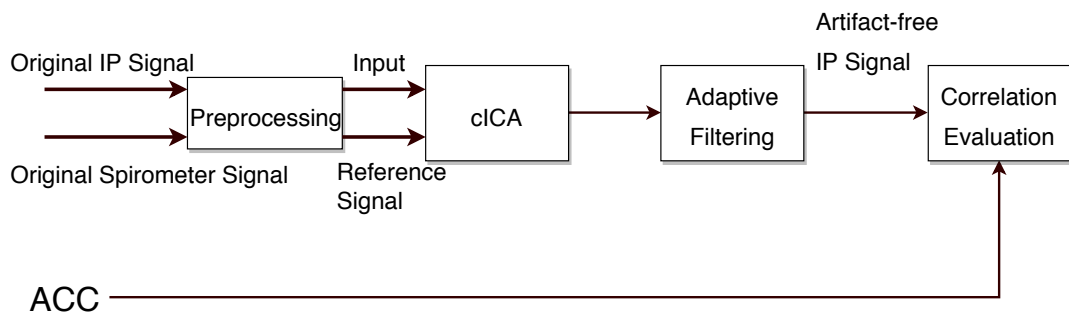 Artifact-free
IP Signal
Original IP Signal
Input
Preprocessing
cICA
Adaptive
Filtering
Correlation
Evaluation
Original Spirometer Signal
Reference
Signal
ACC